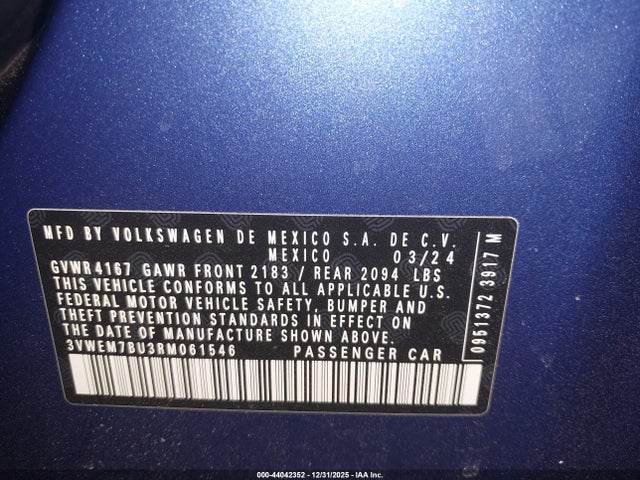 MFD BY VOLKSWAGEN DE MEXICO S.A. DE C.V.
MEXICO 03/24
GVWR 4167 GAWR FRONT 2183 / REAR 2094 LBS
THIS VEHICLE CONFORMS TO ALL APPLICABLE U.S.
FEDERAL MOTOR VEHICLE SAFETY, BUMPER AND
THEFT PREVENTION STANDARDS IN EFFECT ON
THE DATE OF MANUFACTURE SHOWN ABOVE.
3VWEM7BU3RM061546 PASSENGER CAR
0951372 3917 M
000-44042352 - 12/31/2025 - IAA Inc.